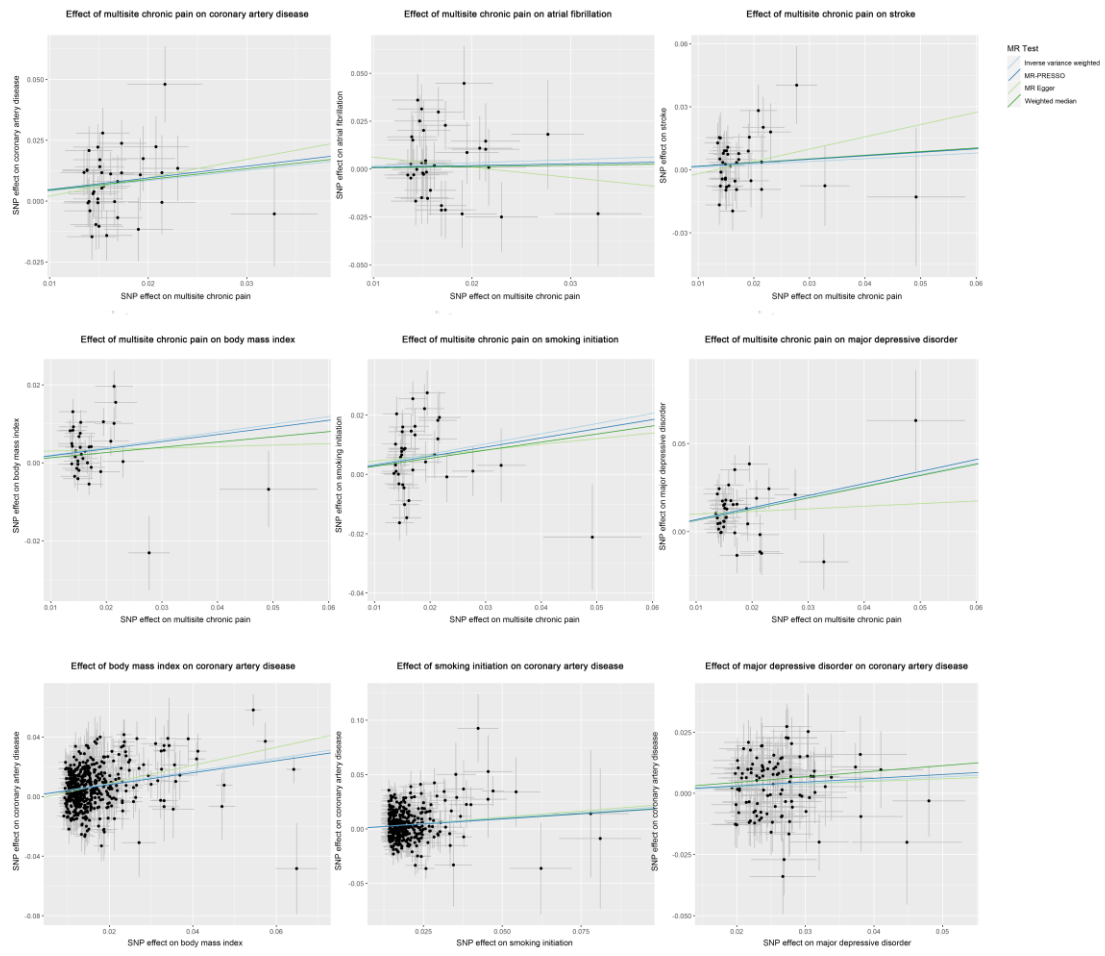 Effect of multisite chronic pain on coronary artery disease
SNP effect on coronary artery disease
0.050
0.025
0.000
-0.025
0.01 0.02 0.03
SNP effect on multisite chronic pain
Effect of multisite chronic pain on atrial fibrillation
SNP effect on atrial fibrillation
0.050
0.025
0.000
-0.025
-0.050
0.01 0.02 0.03
SNP effect on multisite chronic pain
Effect of multisite chronic pain on stroke
SNP effect on stroke
0.06
0.03
0.00
-0.03
0.01 0.02 0.03 0.04 0.05 0.06
SNP effect on multisite chronic pain
MR Test
Inverse variance weighted
MR-PRESSO
MR Egger
Weighted median
Effect of multisite chronic pain on body mass index
SNP effect on body mass index
0.02
0.00
-0.02
0.01 0.02 0.03 0.04 0.05 0.06
SNP effect on multisite chronic pain
Effect of multisite chronic pain on smoking initiation
SNP effect on smoking initiation
0.02
0.00
-0.02
-0.04
0.01 0.02 0.03 0.04 0.05 0.06
SNP effect on multisite chronic pain
Effect of multisite chronic pain on major depressive disorder
SNP effect on major depressive disorder
0.05
0.00
0.01 0.02 0.03 0.04 0.05 0.06
SNP effect on multisite chronic pain
Effect of body mass index on coronary artery disease
SNP effect on coronary artery disease
0.04
0.00
-0.04
-0.08
0.02 0.04 0.06
SNP effect on body mass index
Effect of smoking initiation on coronary artery disease
SNP effect on coronary artery disease
0.10
0.05
0.00
-0.05
0.025 0.050 0.075
SNP effect on smoking initiation
Effect of major depressive disorder on coronary artery disease
SNP effect on coronary artery disease
0.025
0.000
-0.025
-0.050
0.02 0.03 0.04 0.05
SNP effect on major depressive disorder